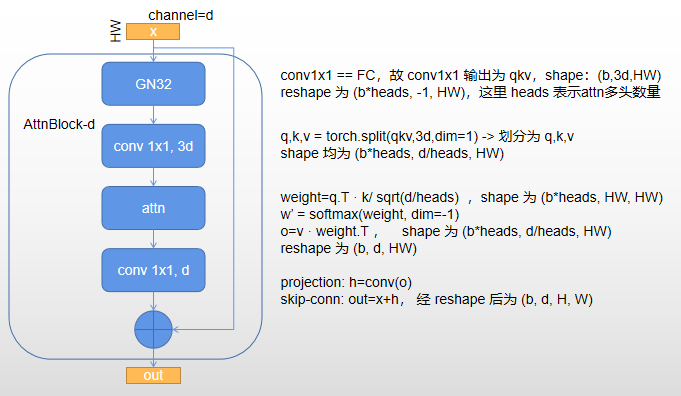 channel=d
HW
x
AttnBlock-d
GN32
conv 1x1, 3d
attn
conv 1x1, d
out
conv1x1 == FC，故 conv1x1 输出为 qkv，shape：(b,3d,HW)
reshape 为 (b*heads, -1, HW)，这里 heads 表示attn多头数量
q,k,v = torch.split(qkv,3d,dim=1) -> 划分为 q,k,v
shape 均为 (b*heads, d/heads, HW)
weight=q.T · k/ sqrt(d/heads) ，shape 为 (b*heads, HW, HW)
w' = softmax(weight, dim=-1)
o=v · weight.T， shape 为 (b*heads, d/heads, HW)
reshape 为 (b, d, HW)
projection: h=conv(o)
skip-conn: out=x+h， 经 reshape 后为 (b, d, H, W)